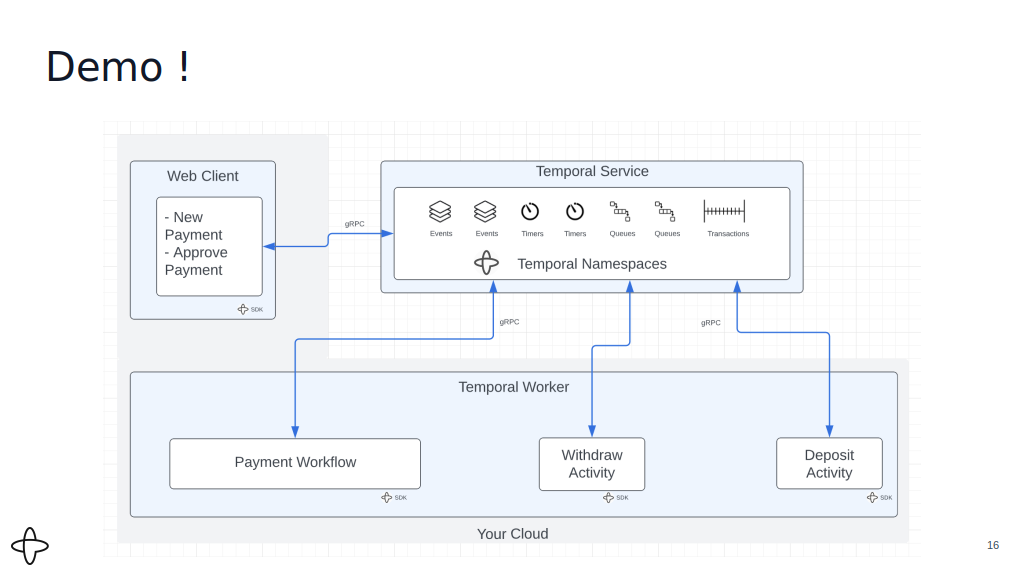 Demo !
Web Client
- New
Payment
- Approve
Payment
SDK
gRPC
Temporal Service
Events
Events
Timers
Timers
Queues
Queues
Transactions
Temporal Namespaces
gRPC
gRPC
Temporal Worker
Payment Workflow
SDK
Withdraw
Activity
SDK
Deposit
Activity
SDK
Your Cloud
16